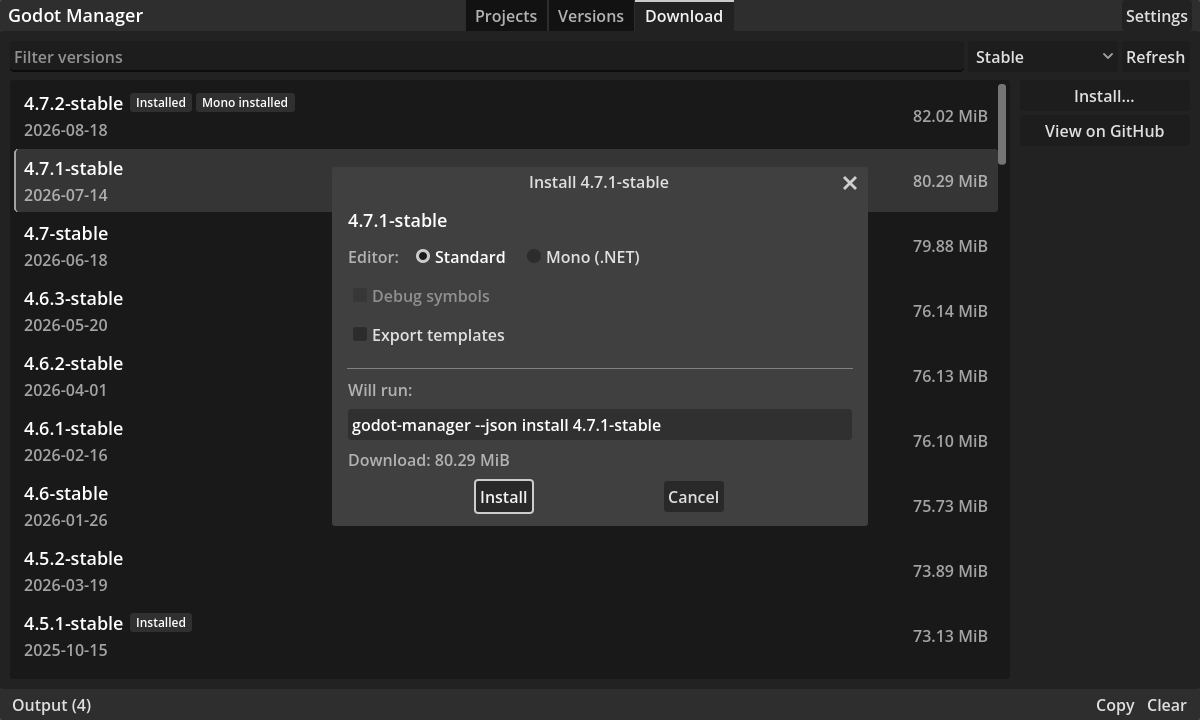 Godot Manager
Projects
Versions
Download
Settings
Filter versions
Stable
Refresh
4.7.2-stable Installed Mono installed
2026-08-18
82.02 MiB
Install...
View on GitHub
4.7.1-stable
2026-07-14
80.29 MiB
4.7-stable
2026-06-18
79.88 MiB
4.6.3-stable
2026-05-20
76.14 MiB
4.6.2-stable
2026-04-01
76.13 MiB
4.6.1-stable
2026-02-16
76.10 MiB
4.6-stable
2026-01-26
75.73 MiB
4.5.2-stable
2026-03-19
73.89 MiB
4.5.1-stable Installed
2025-10-15
73.13 MiB
Install 4.7.1-stable
4.7.1-stable
Editor: Standard Mono (.NET)
Debug symbols
Export templates
Will run:
godot-manager --json install 4.7.1-stable
Download: 80.29 MiB
Install
Cancel
Output (4)
Copy
Clear